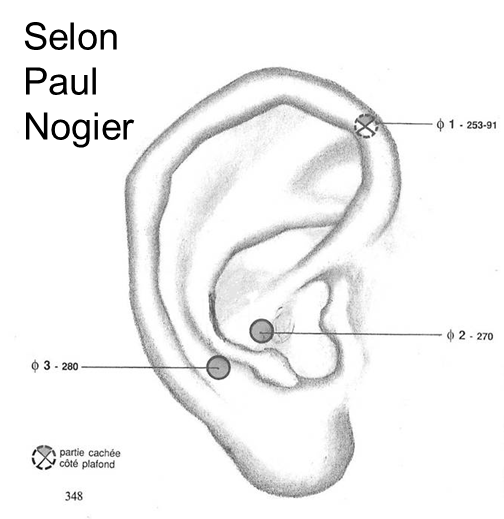 Selon
Paul
Nogier
ϕ 1 - 253-91
ϕ 2 - 270
ϕ 3 - 280
partie cachée
côté plafond
348